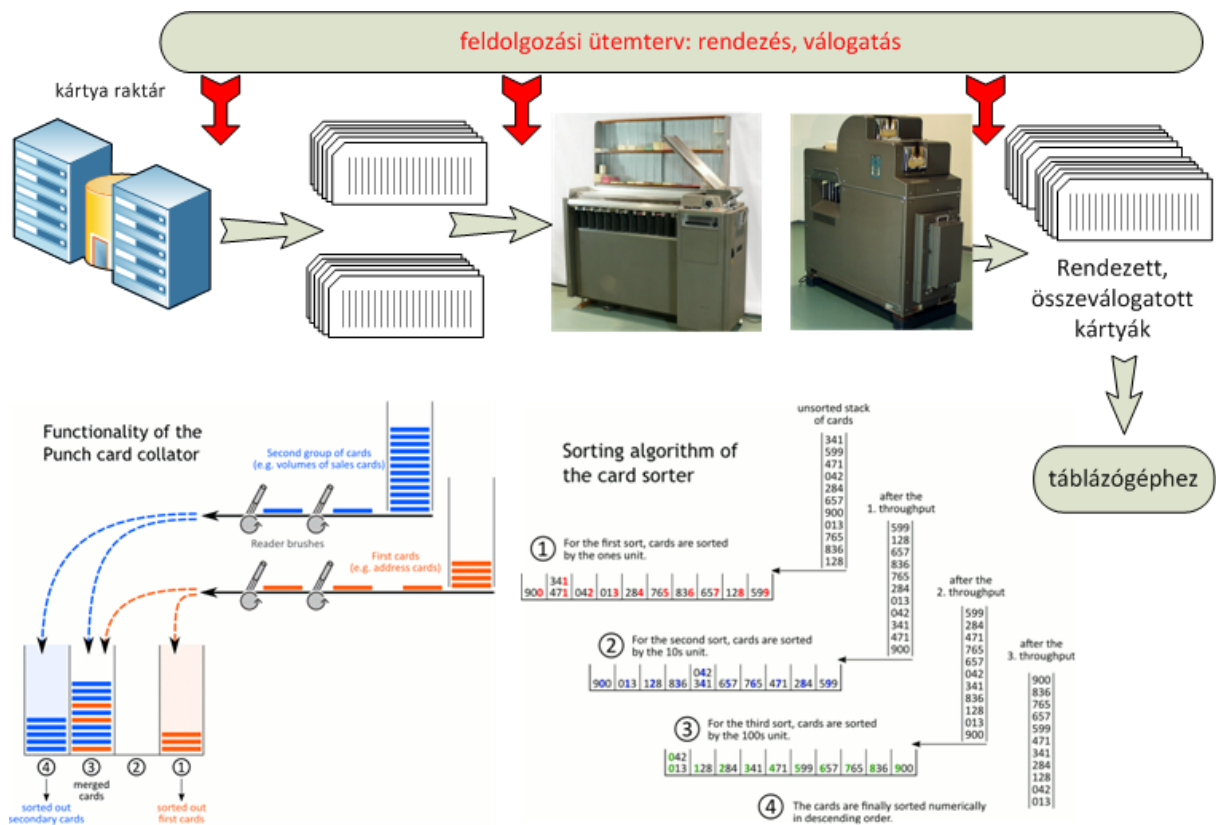 feldolgozási ütemterv: rendezés, válogatás
kártya raktár
Rendezett,
összeválogatott
kártyák
táblázógéphez
Functionality of the
Punch card collator
Second group of cards
(e.g. volumes of sales cards)
Reader brushes
First cards
(e.g. address cards)
4
3
2
1
merged
cards
sorted out
secondary cards
sorted out
first cards
Sorting algorithm of
the card sorter
unsorted stack
of cards
341
599
471
042
284
657
900
013
765
836
128
1 For the first sort, cards are sorted
by the ones unit.
341
900 471 042 013 284 765 836 657 128 599
after the
1. throughput
599
128
657
836
765
284
013
042
341
471
900
2 For the second sort, cards are sorted
by the 10s unit.
042
900 013 128 836 341 657 765 471 284 599
after the
2. throughput
599
284
471
765
657
042
341
836
128
013
900
3 For the third sort, cards are sorted
by the 100s unit.
042
013 128 284 341 471 599 657 765 836 900
after the
3. throughput
900
836
765
657
599
471
341
284
128
042
013
4 The cards are finally sorted numerically
in descending order.